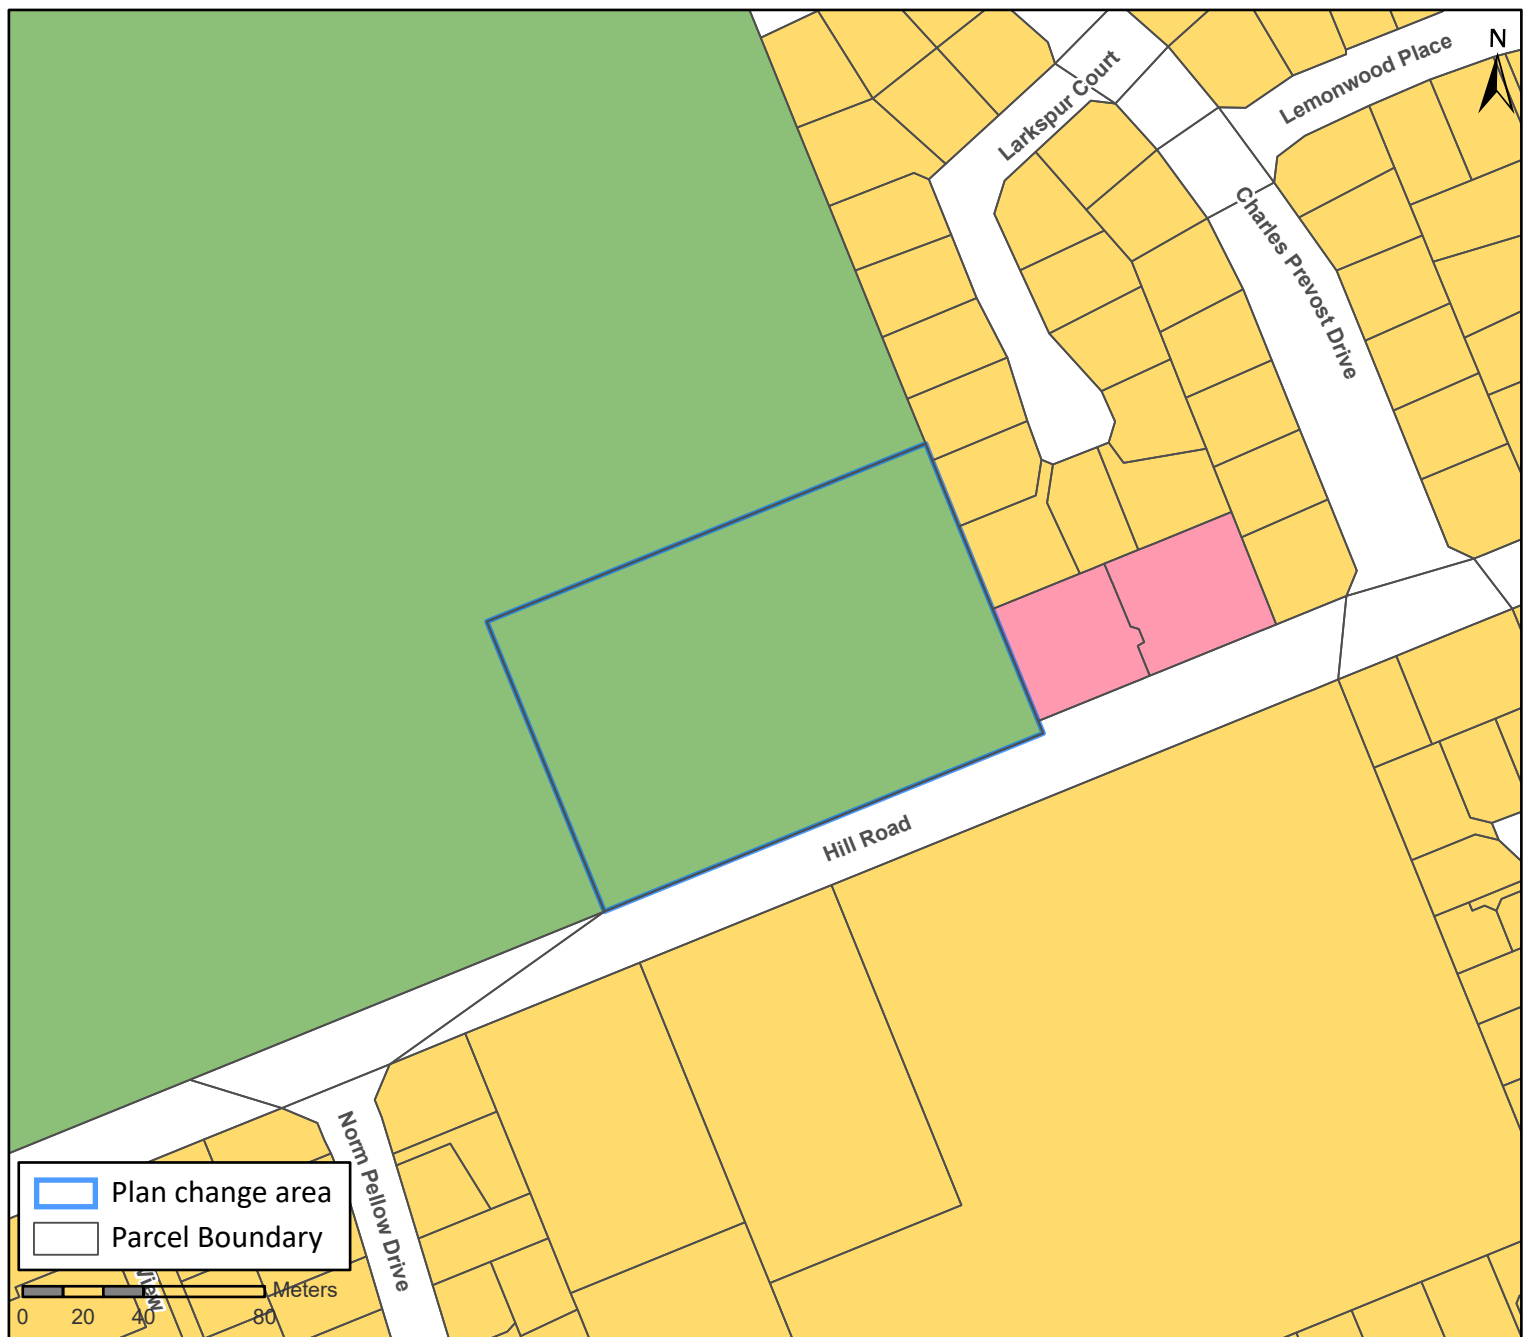 N
Lemonwood Place
Larkspur Court
Charles Prevost Drive
Hill Road
Norm Pellow Drive
Plan change area
Parcel Boundary
View
Meters
0 20 40 80